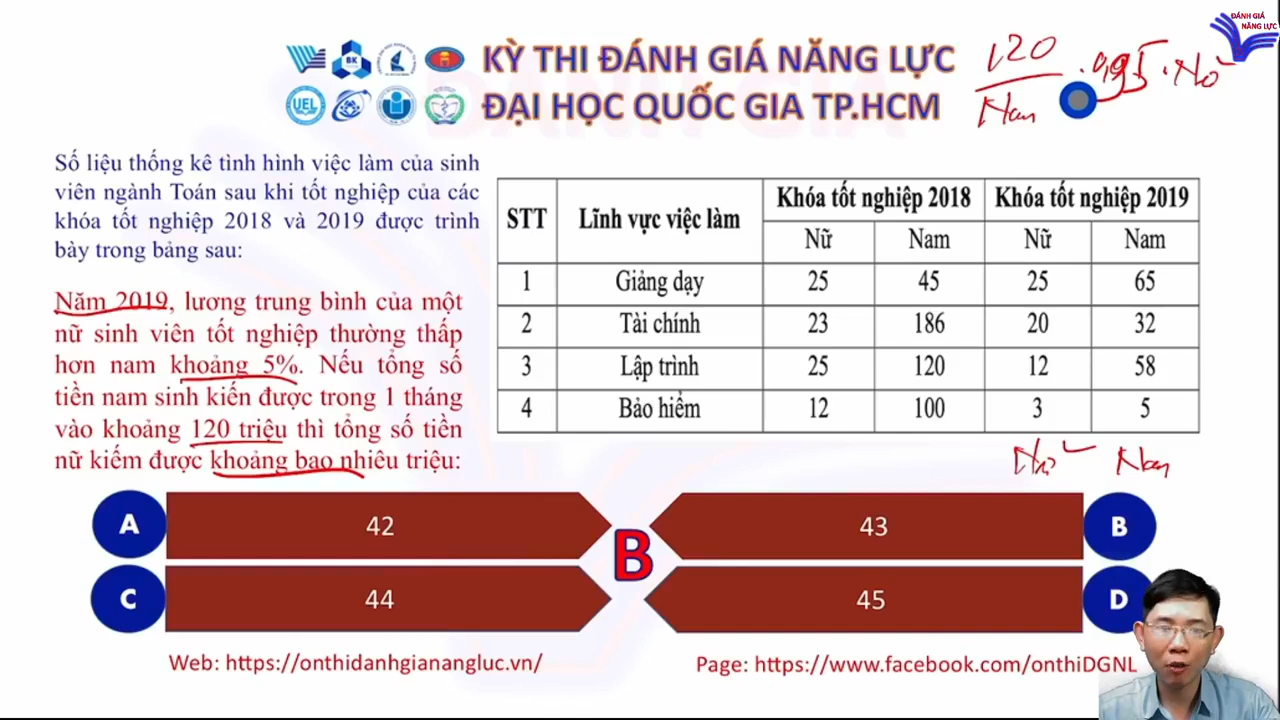 ĐÁNH GIÁ
NĂNG LỰC
KỲ THI ĐÁNH GIÁ NĂNG LỰC
ĐẠI HỌC QUỐC GIA TP.HCM
BK
UEL
120
Nam
Số liệu thống kê tình hình việc làm của sinh
viên ngành Toán sau khi tốt nghiệp của các
khóa tốt nghiệp 2018 và 2019 được trình
bày trong bảng sau:
Năm 2019, lương trung bình của một
nữ sinh viên tốt nghiệp thường thấp
hơn nam khoảng 5%. Nếu tổng số
tiền nam sinh kiến được trong 1 tháng
vào khoảng 120 triệu thì tổng số tiền
nữ kiếm được khoảng bao nhiêu triệu:
STT Lĩnh vực việc làm Khóa tốt nghiệp 2018 Khóa tốt nghiệp 2019
Nữ Nam Nữ Nam
1 Giảng dạy 25 45 25 65
2 Tài chính 23 186 20 32
3 Lập trình 25 120 12 58
4 Bảo hiểm 12 100 3 5
Nữ Nam
A 42
43 B
B
C 44
45 D
Web: https://onthidanhgianangluc.vn/
Page: https://www.facebook.com/onthiDGNL